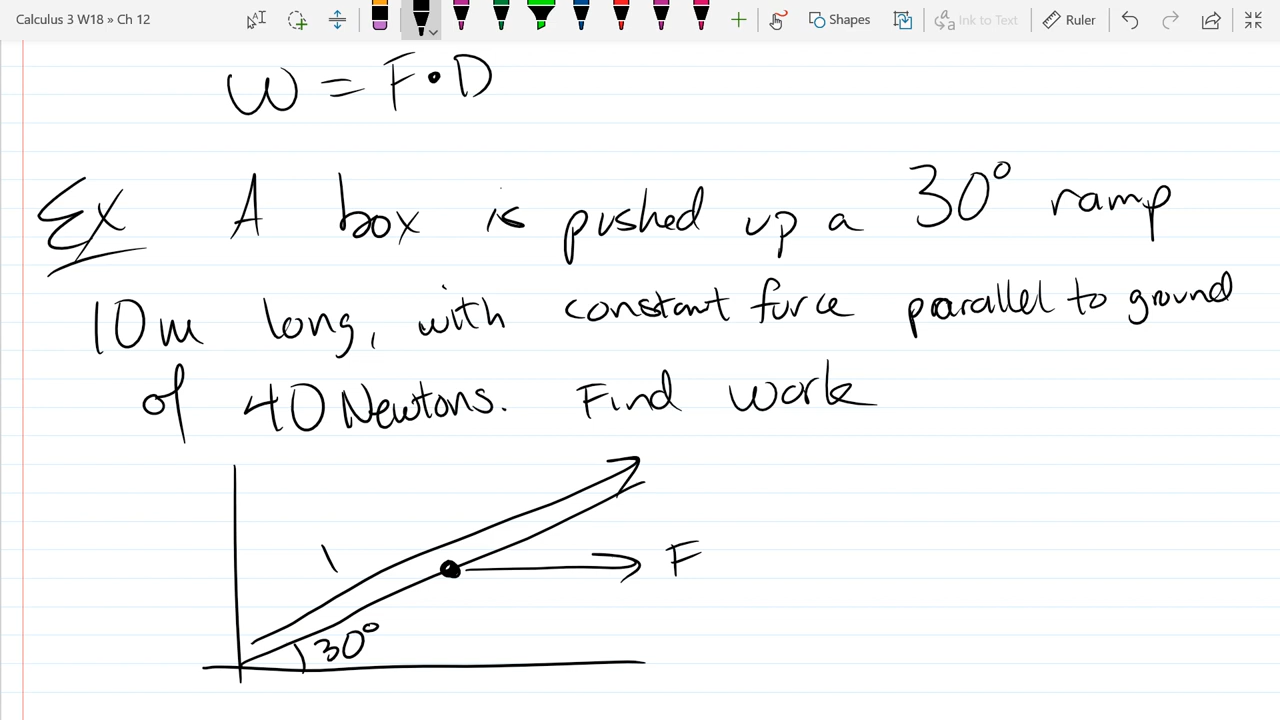 Calculus 3 W18 » Ch 12
Shapes
Ink to Text
Ruler
W = F • D
Ex A box is pushed up a 30° ramp
10m long, with constant force parallel to ground
of 40 Newtons. Find work
F
30°